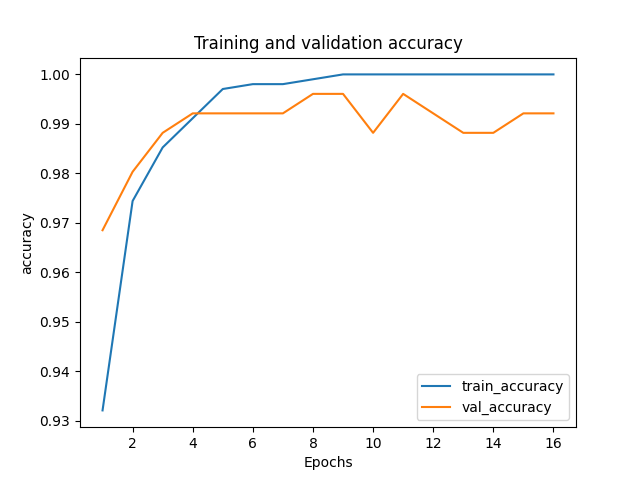 Training and validation accuracy
accuracy
1.00
0.99
0.98
0.97
0.96
0.95
0.94
0.93
train_accuracy
val_accuracy
2 4 6 8 10 12 14 16
Epochs